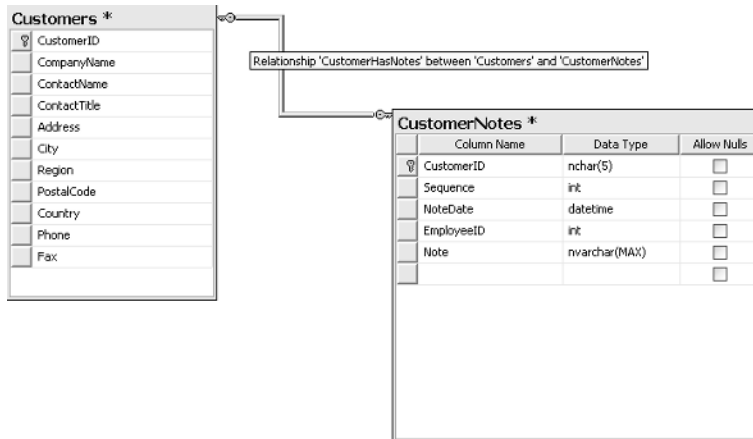 Customers *
CustomerID
CompanyName
ContactName
ContactTitle
Address
City
Region
PostalCode
Country
Phone
Fax
Relationship 'CustomerHasNotes' between 'Customers' and 'CustomerNotes'
CustomerNotes *
Column Name Data Type Allow Nulls
CustomerID nchar(5)
Sequence int
NoteDate datetime
EmployeeID int
Note nvarchar(MAX)